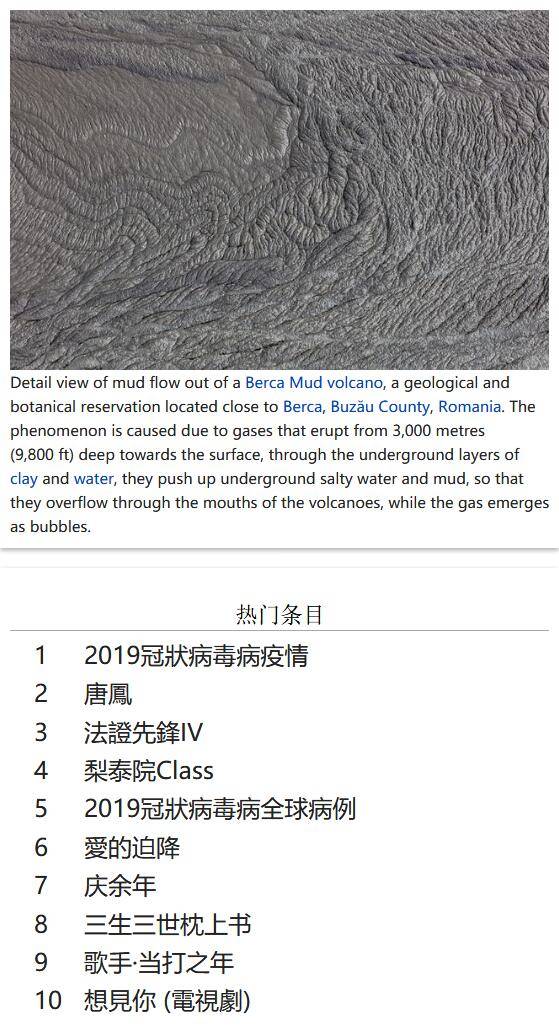 Detail view of mud flow out of a Berca Mud volcano, a geological and
botanical reservation located close to Berca, Buzău County, Romania. The
phenomenon is caused due to gases that erupt from 3,000 metres
(9,800 ft) deep towards the surface, through the underground layers of
clay and water, they push up underground salty water and mud, so that
they overflow through the mouths of the volcanoes, while the gas emerges
as bubbles.
热门条目
1 2019冠狀病毒病疫情
2 唐鳳
3 法證先鋒IV
4 梨泰院Class
5 2019冠狀病毒病全球病例
6 愛的迫降
7 庆余年
8 三生三世枕上书
9 歌手·当打之年
10 想見你 (電視劇)